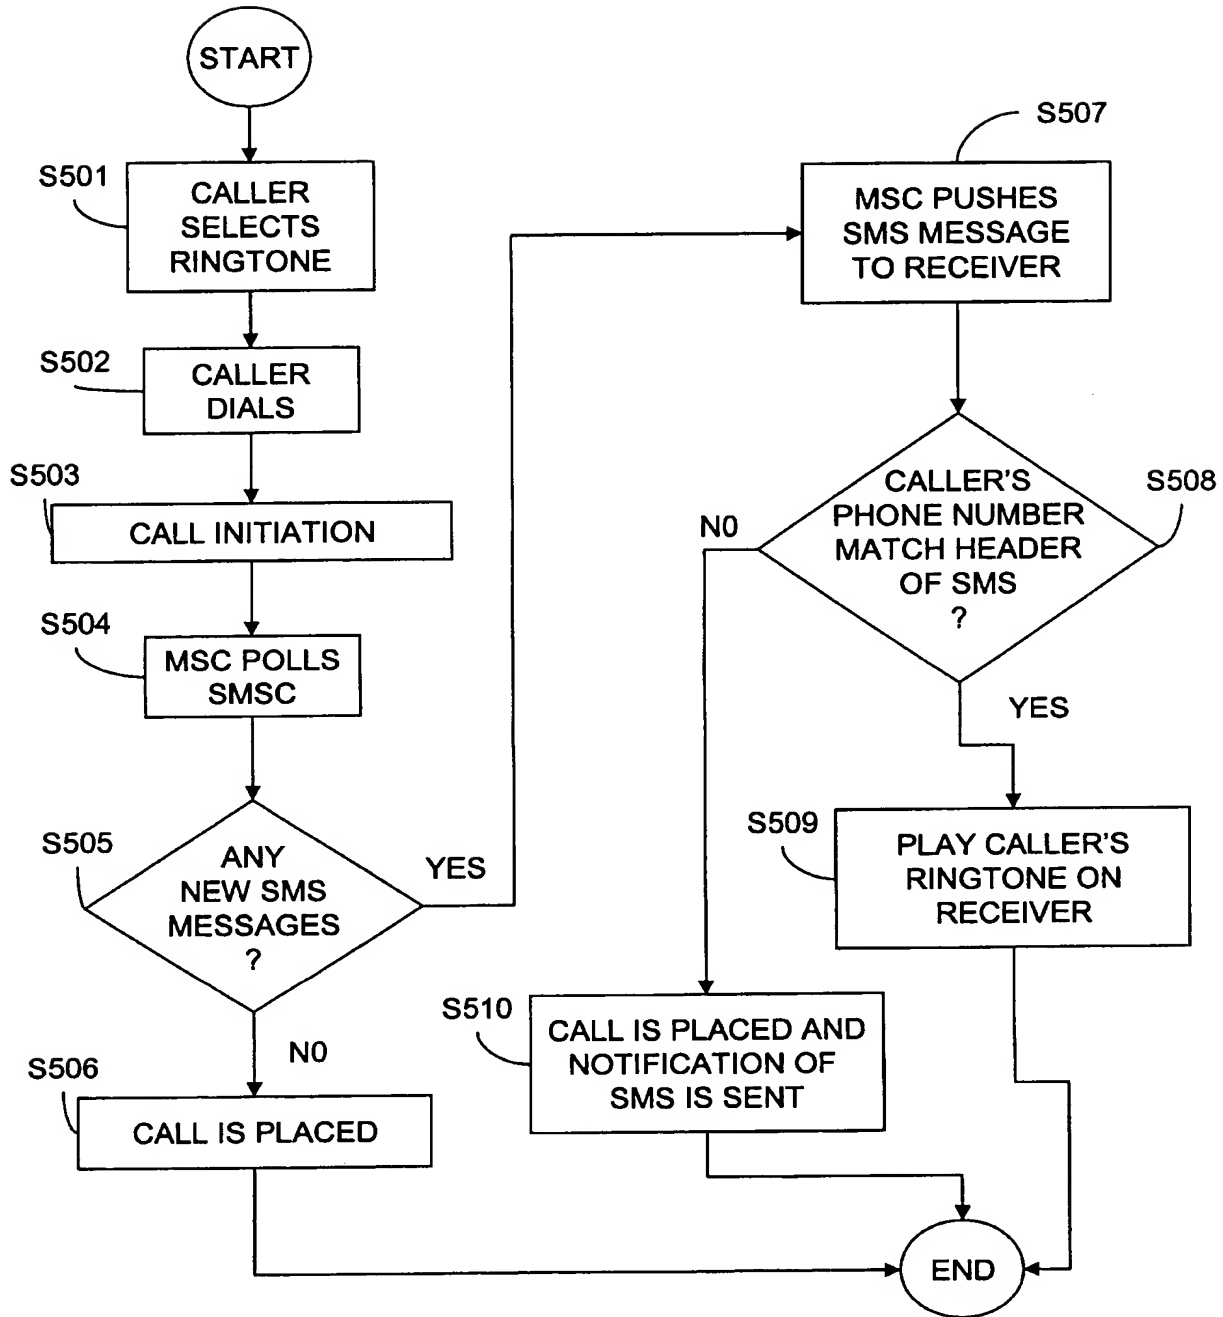 START
S501
CALLER
SELECTS
RINGTONE
S502
CALLER
DIALS
S503
CALL INITIATION
S504
MSC POLLS
SMSC
S505
ANY
NEW SMS
MESSAGES
?
YES
N0
S506
CALL IS PLACED
S507
MSC PUSHES
SMS MESSAGE
TO RECEIVER
S508
CALLER'S
PHONE NUMBER
MATCH HEADER
OF SMS
?
N0
YES
S509
PLAY CALLER'S
RINGTONE ON
RECEIVER
S510
CALL IS PLACED AND
NOTIFICATION OF
SMS IS SENT
END